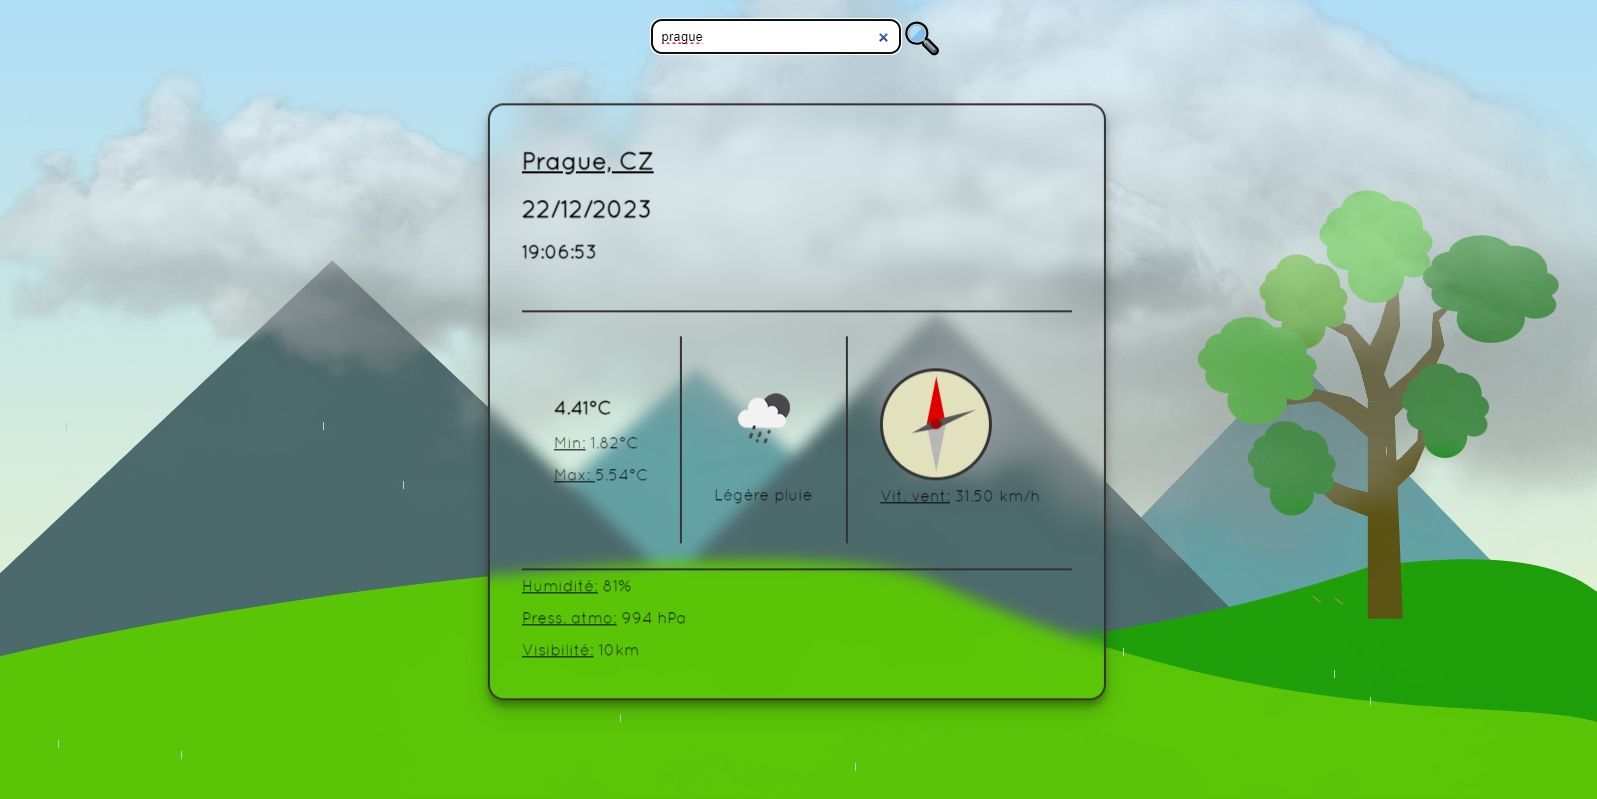 prague
Prague, CZ
22/12/2023
19:06:53
4.41°C
Min: 1.82°C
Max: 5.54°C
Légère pluie
Vit. vent: 31.50 km/h
Humidité: 81%
Press. atmo: 994 hPa
Visibilité: 10km